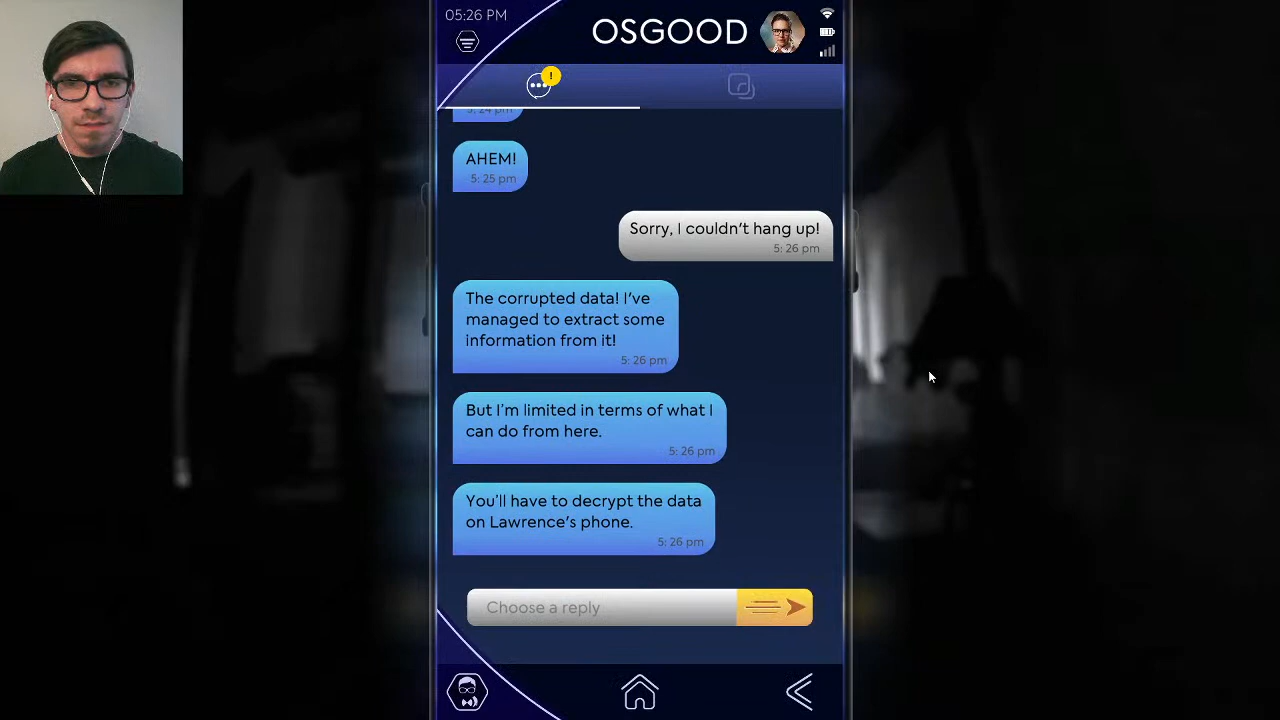 05:26 PM
OSGOOD
!
5: 24 pm
AHEM!
5: 25 pm
Sorry, I couldn't hang up!
5: 26 pm
The corrupted data! I've
managed to extract some
information from it!
5: 26 pm
But I'm limited in terms of what I
can do from here.
5: 26 pm
You'll have to decrypt the data
on Lawrence's phone.
5: 26 pm
Choose a reply